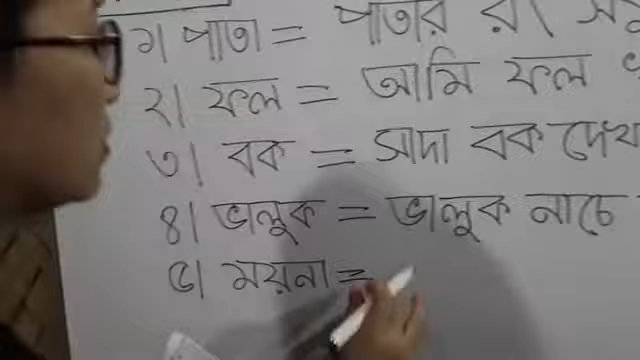 ১। পাতা = পাতার রং
২। ফল = আমি ফল
৩। বক = সাদা বক দেখ
৪। ভালুক = ভালুক নাচে
৫। ময়না =